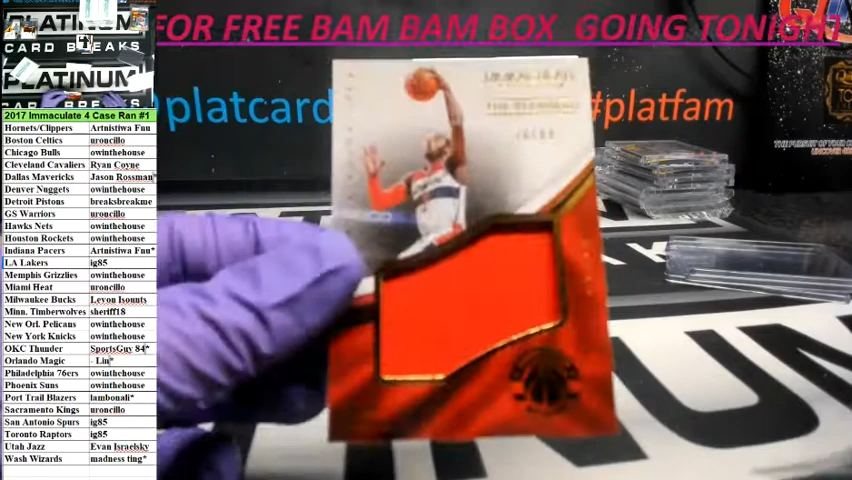 FOR FREE BAM BAM BOX GOING TONIGHT
PLATINUM
CARD BREAKS
PLATINUM
CARD BREAKS
@platcard
#platfam
2017 Immaculate 4 Case Ran #1
Hornets/Clippers Artnistiwa Fnu
Boston Celtics uroncillo
Chicago Bulls owinthehouse
Cleveland Cavaliers Ryan Coyne
Dallas Mavericks Jason Rossman*
Denver Nuggets owinthehouse
Detroit Pistons breaksbreakme
GS Warriors uroncillo
Hawks Nets owinthehouse
Houston Rockets owinthehouse
Indiana Pacers Artnistiwa Fnu*
LA Lakers ig85
Memphis Grizzlies owinthehouse
Miami Heat uroncillo
Milwaukee Bucks Levon Isounts
Minn. Timberwolves sheriff18
New Orl. Pelicans owinthehouse
New York Knicks owinthehouse
OKC Thunder SportsGuy 84*
Orlando Magic - Lin*
Philadelphia 76ers owinthehouse
Phoenix Suns owinthehouse
Port Trail Blazers lambonali*
Sacramento Kings uroncillo
San Antonio Spurs ig85
Toronto Raptors ig85
Utah Jazz Evan Israelsky
Wash Wizards madness ting*